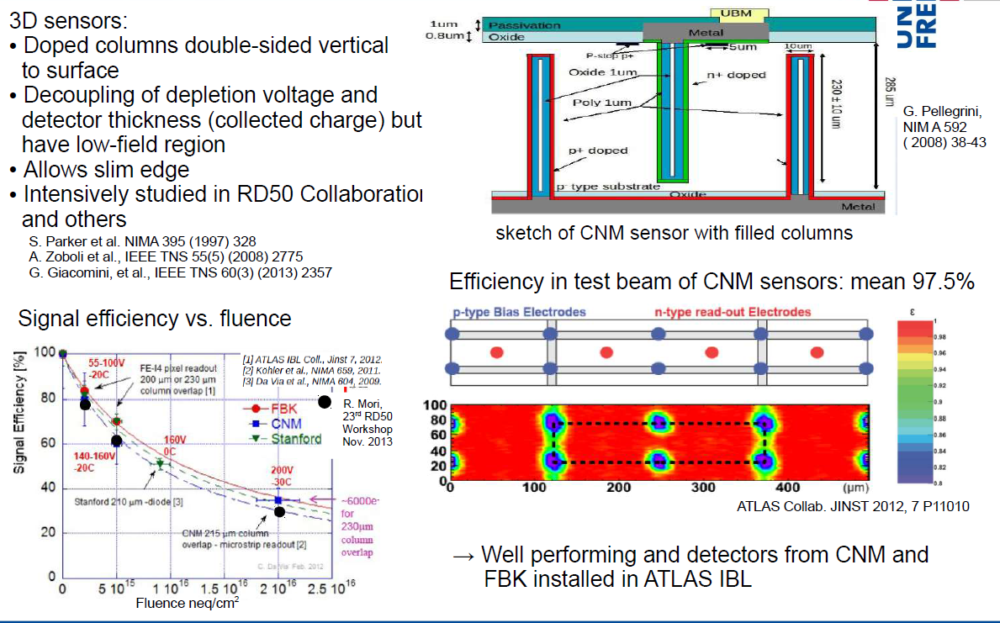 3D sensors:
• Doped columns double-sided vertical
to surface
• Decoupling of depletion voltage and
detector thickness (collected charge) but
have low-field region
• Allows slim edge
• Intensively studied in RD50 Collaboration
and others
S. Parker et al. NIMA 395 (1997) 328
A. Zoboli et al., IEEE TNS 55(5) (2008) 2775
G. Giacomini, et al., IEEE TNS 60(3) (2013) 2357
UNI
FRE
UBM
1um
Passivation
0.8um
Oxide
Metal
P-stop p+
5um
10um
Oxide 1um
n+ doped
Poly 1um
230 ± 10 um
285 um
p+ doped
p- type substrate
Oxide
Metal
G. Pellegrini,
NIM A 592
( 2008) 38-43
sketch of CNM sensor with filled columns
Efficiency in test beam of CNM sensors: mean 97.5%
p-type Bias Electrodes
n-type read-out Electrodes
ε
1
0.98
0.96
0.94
0.92
0.9
0.88
0.86
0.84
0.82
0.8
100
80
60
40
20
0
0
100
200
300
400
(µm)
ATLAS Collab. JINST 2012, 7 P11010
→ Well performing and detectors from CNM and
FBK installed in ATLAS IBL
Signal efficiency vs. fluence
Signal Efficiency [%]
100
80
60
40
20
0
55-100V
-20C
FE-I4 pixel readout
200 µm or 230 µm
column overlap [1]
[1] ATLAS IBL Coll., Jinst 7, 2012.
[2] Köhler et al., NIMA 659, 2011.
[3] Da Via et al., NIMA 604, 2009.
FBK
CNM
Stanford
R. Mori,
23rd RD50
Workshop
Nov. 2013
160V
0C
140-160V
-20C
200V
-30C
Stanford 210 µm -diode [3]
~6000e-
for
230µm
column
overlap
CNM 215 µm column
overlap - microstrip readout [2]
C. Da Via' Feb. 2012
0
5 10^15
1 10^16
1.5 10^16
2 10^16
2.5 10^16
Fluence neq/cm²